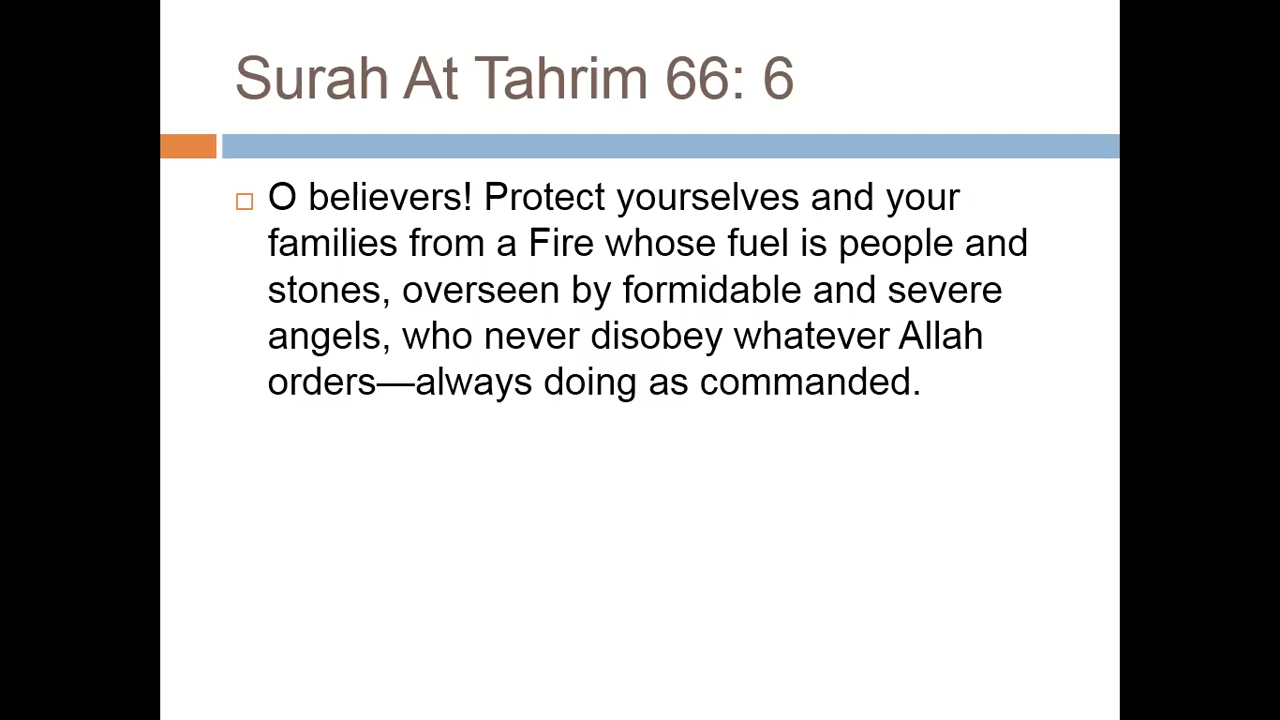 Surah At Tahrim 66: 6
O believers! Protect yourselves and your
families from a Fire whose fuel is people and
stones, overseen by formidable and severe
angels, who never disobey whatever Allah
orders—always doing as commanded.